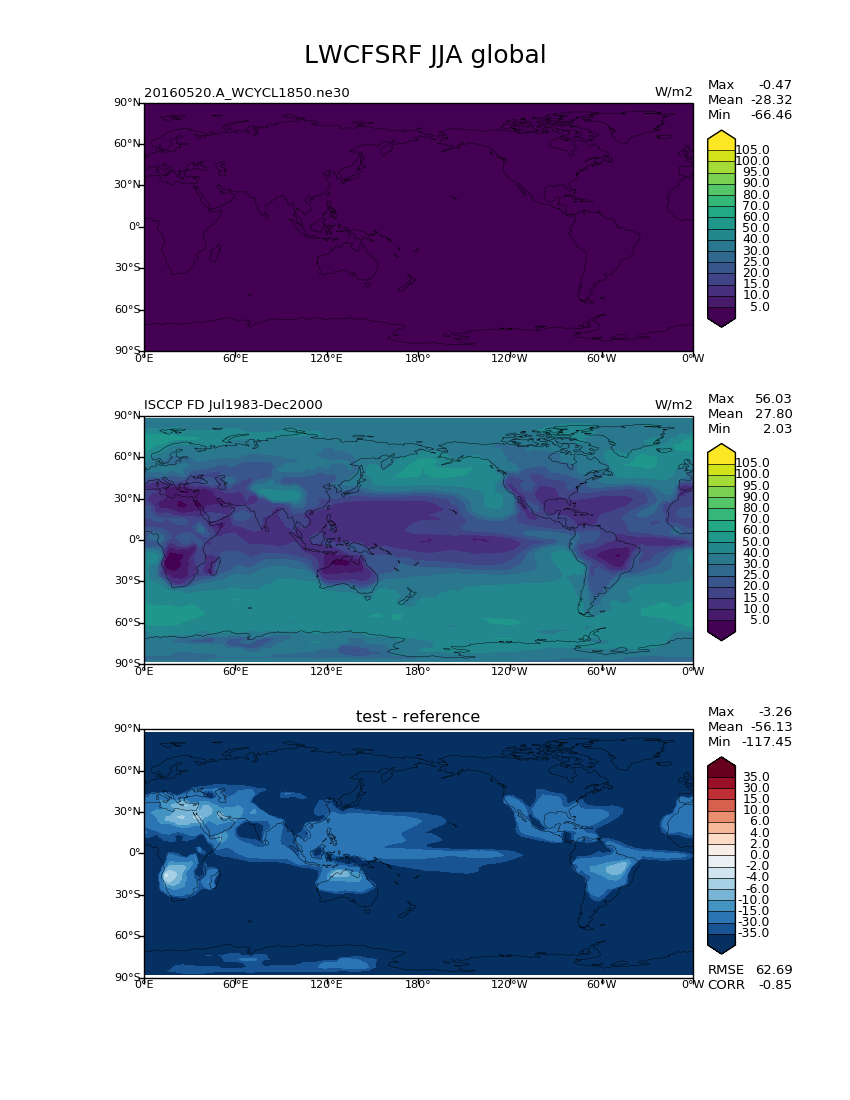 LWCFSRF JJA global
20160520.A_WCYCL1850.ne30
W/m2
Max -0.47
Mean -28.32
Min -66.46
90°N
60°N
30°N
0°
30°S
60°S
90°S
0°E 60°E 120°E 180° 120°W 60°W 0°W
105.0
100.0
95.0
90.0
80.0
70.0
60.0
50.0
40.0
30.0
25.0
20.0
15.0
10.0
5.0
ISCCP FD Jul1983-Dec2000
W/m2
Max 56.03
Mean 27.80
Min 2.03
90°N
60°N
30°N
0°
30°S
60°S
90°S
0°E 60°E 120°E 180° 120°W 60°W 0°W
105.0
100.0
95.0
90.0
80.0
70.0
60.0
50.0
40.0
30.0
25.0
20.0
15.0
10.0
5.0
test - reference
Max -3.26
Mean -56.13
Min -117.45
90°N
60°N
30°N
0°
30°S
60°S
90°S
0°E 60°E 120°E 180° 120°W 60°W 0°W
35.0
30.0
15.0
10.0
6.0
4.0
2.0
0.0
-2.0
-4.0
-6.0
-10.0
-15.0
-30.0
-35.0
RMSE 62.69
CORR -0.85